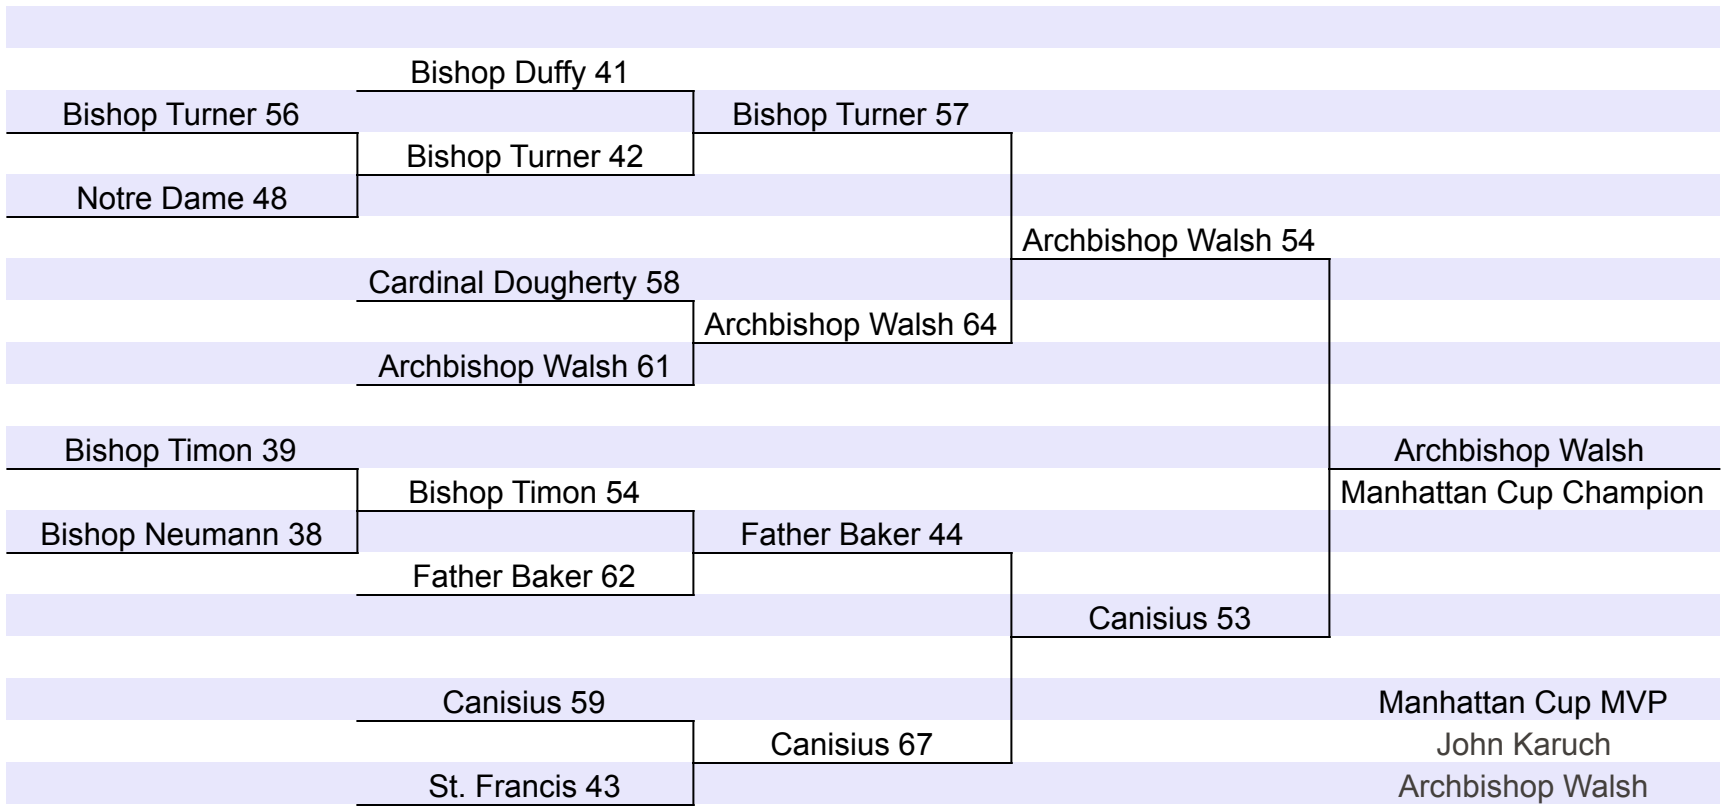 Bishop Duffy 41
Bishop Turner 56
Bishop Turner 57
Bishop Turner 42
Notre Dame 48
Archbishop Walsh 54
Cardinal Dougherty 58
Archbishop Walsh 64
Archbishop Walsh 61
Bishop Timon 39
Archbishop Walsh
Bishop Timon 54
Manhattan Cup Champion
Bishop Neumann 38
Father Baker 44
Father Baker 62
Canisius 53
Canisius 59
Manhattan Cup MVP
Canisius 67
John Karuch
St. Francis 43
Archbishop Walsh